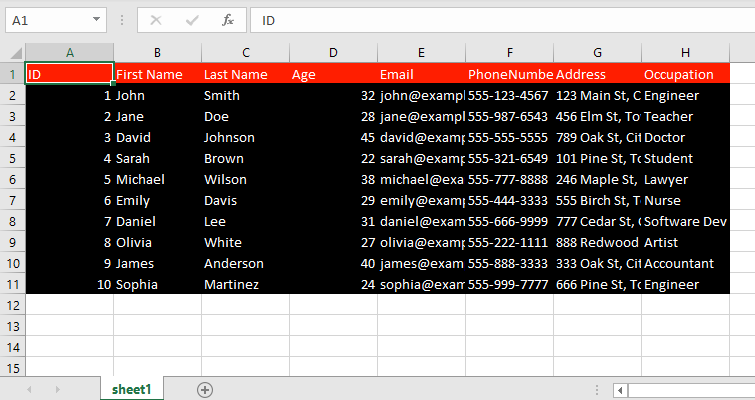 A1 fx ID
A B C D E F G H
1 ID First Name Last Name Age Email PhoneNumbe Address Occupation
2 1 John Smith 32 john@exampl 555-123-4567 123 Main St, C Engineer
3 2 Jane Doe 28 jane@exampl 555-987-6543 456 Elm St, To Teacher
4 3 David Johnson 45 david@examp 555-555-5555 789 Oak St, Cit Doctor
5 4 Sarah Brown 22 sarah@examp 555-321-6549 101 Pine St, To Student
6 5 Michael Wilson 38 michael@exa 555-777-8888 246 Maple St, Lawyer
7 6 Emily Davis 29 emily@examp 555-444-3333 555 Birch St, T Nurse
8 7 Daniel Lee 31 daniel@exam 555-666-9999 777 Cedar St, Software Dev
9 8 Olivia White 27 olivia@examp 555-222-1111 888 Redwood Artist
10 9 James Anderson 40 james@exam 555-888-3333 333 Oak St, Cit Accountant
11 10 Sophia Martinez 24 sophia@exam 555-999-7777 666 Pine St, To Engineer
12
13
14
15
sheet1